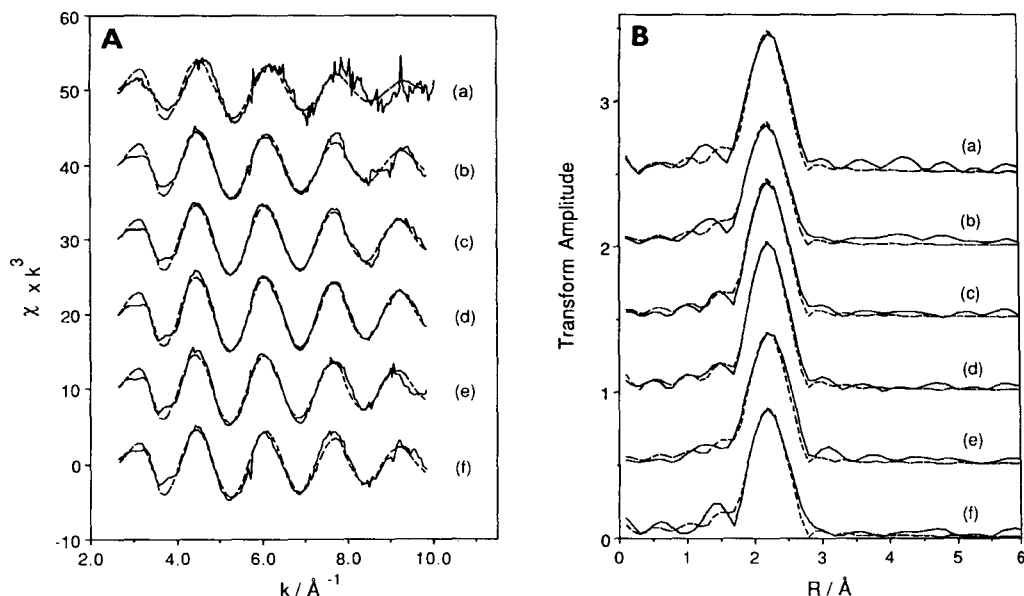 A
60
50
40
30
20
10
0
-10
χ x k³
(a)
(b)
(c)
(d)
(e)
(f)
2.0 4.0 6.0 8.0 10.0
k / Å⁻¹
B
3
2
1
0
Transform Amplitude
(a)
(b)
(c)
(d)
(e)
(f)
0 1 2 3 4 5 6
R / Å